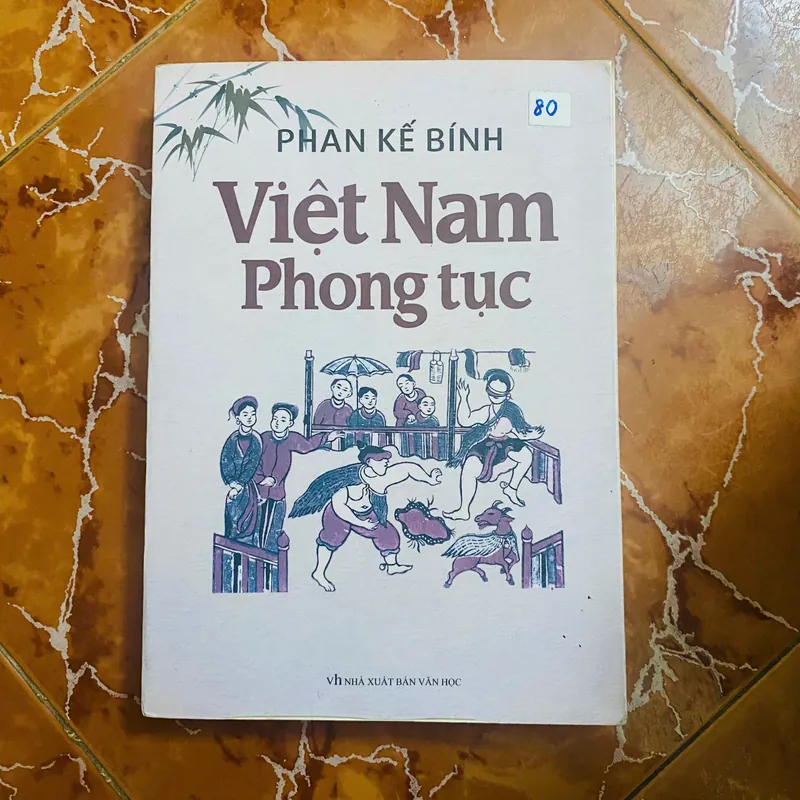 80
PHAN KẾ BÍNH
Việt Nam
Phong tục
vh NHÀ XUẤT BẢN VĂN HỌC